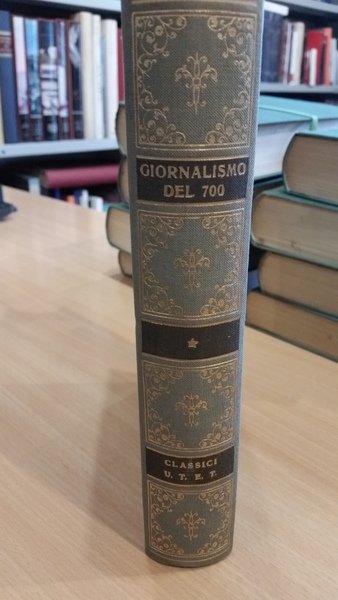 GIORNALISMO
DEL 700
CLASSICI
U. T. E. T.